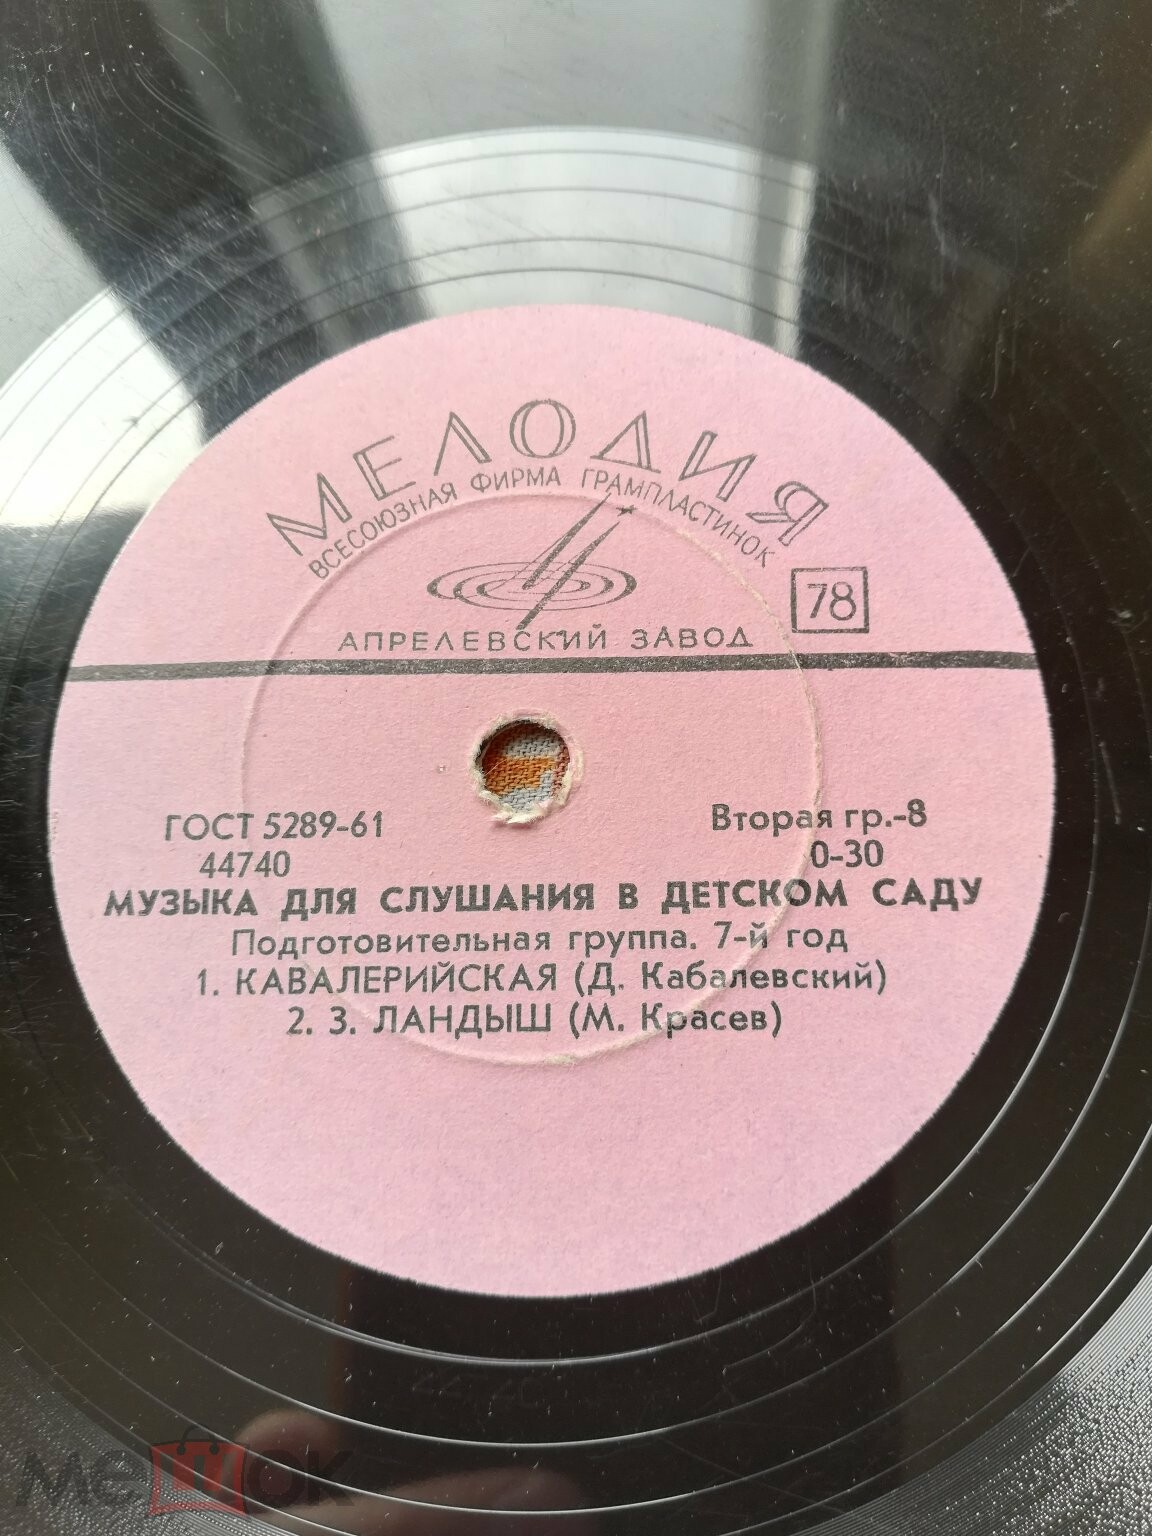 МЕЛОДИЯ
ВСЕСОЮЗНАЯ ФИРМА ГРАМПЛАСТИНОК
78
АПРЕЛЕВСКИЙ ЗАВОД
ГОСТ 5289-61 Вторая гр.-8
44740 0-30
МУЗЫКА ДЛЯ СЛУШАНИЯ В ДЕТСКОМ САДУ
Подготовительная группа. 7-й год
1. КАВАЛЕРИЙСКАЯ (Д. Кабалевский)
2. 3. ЛАНДЫШ (М. Красев)
МеШОК